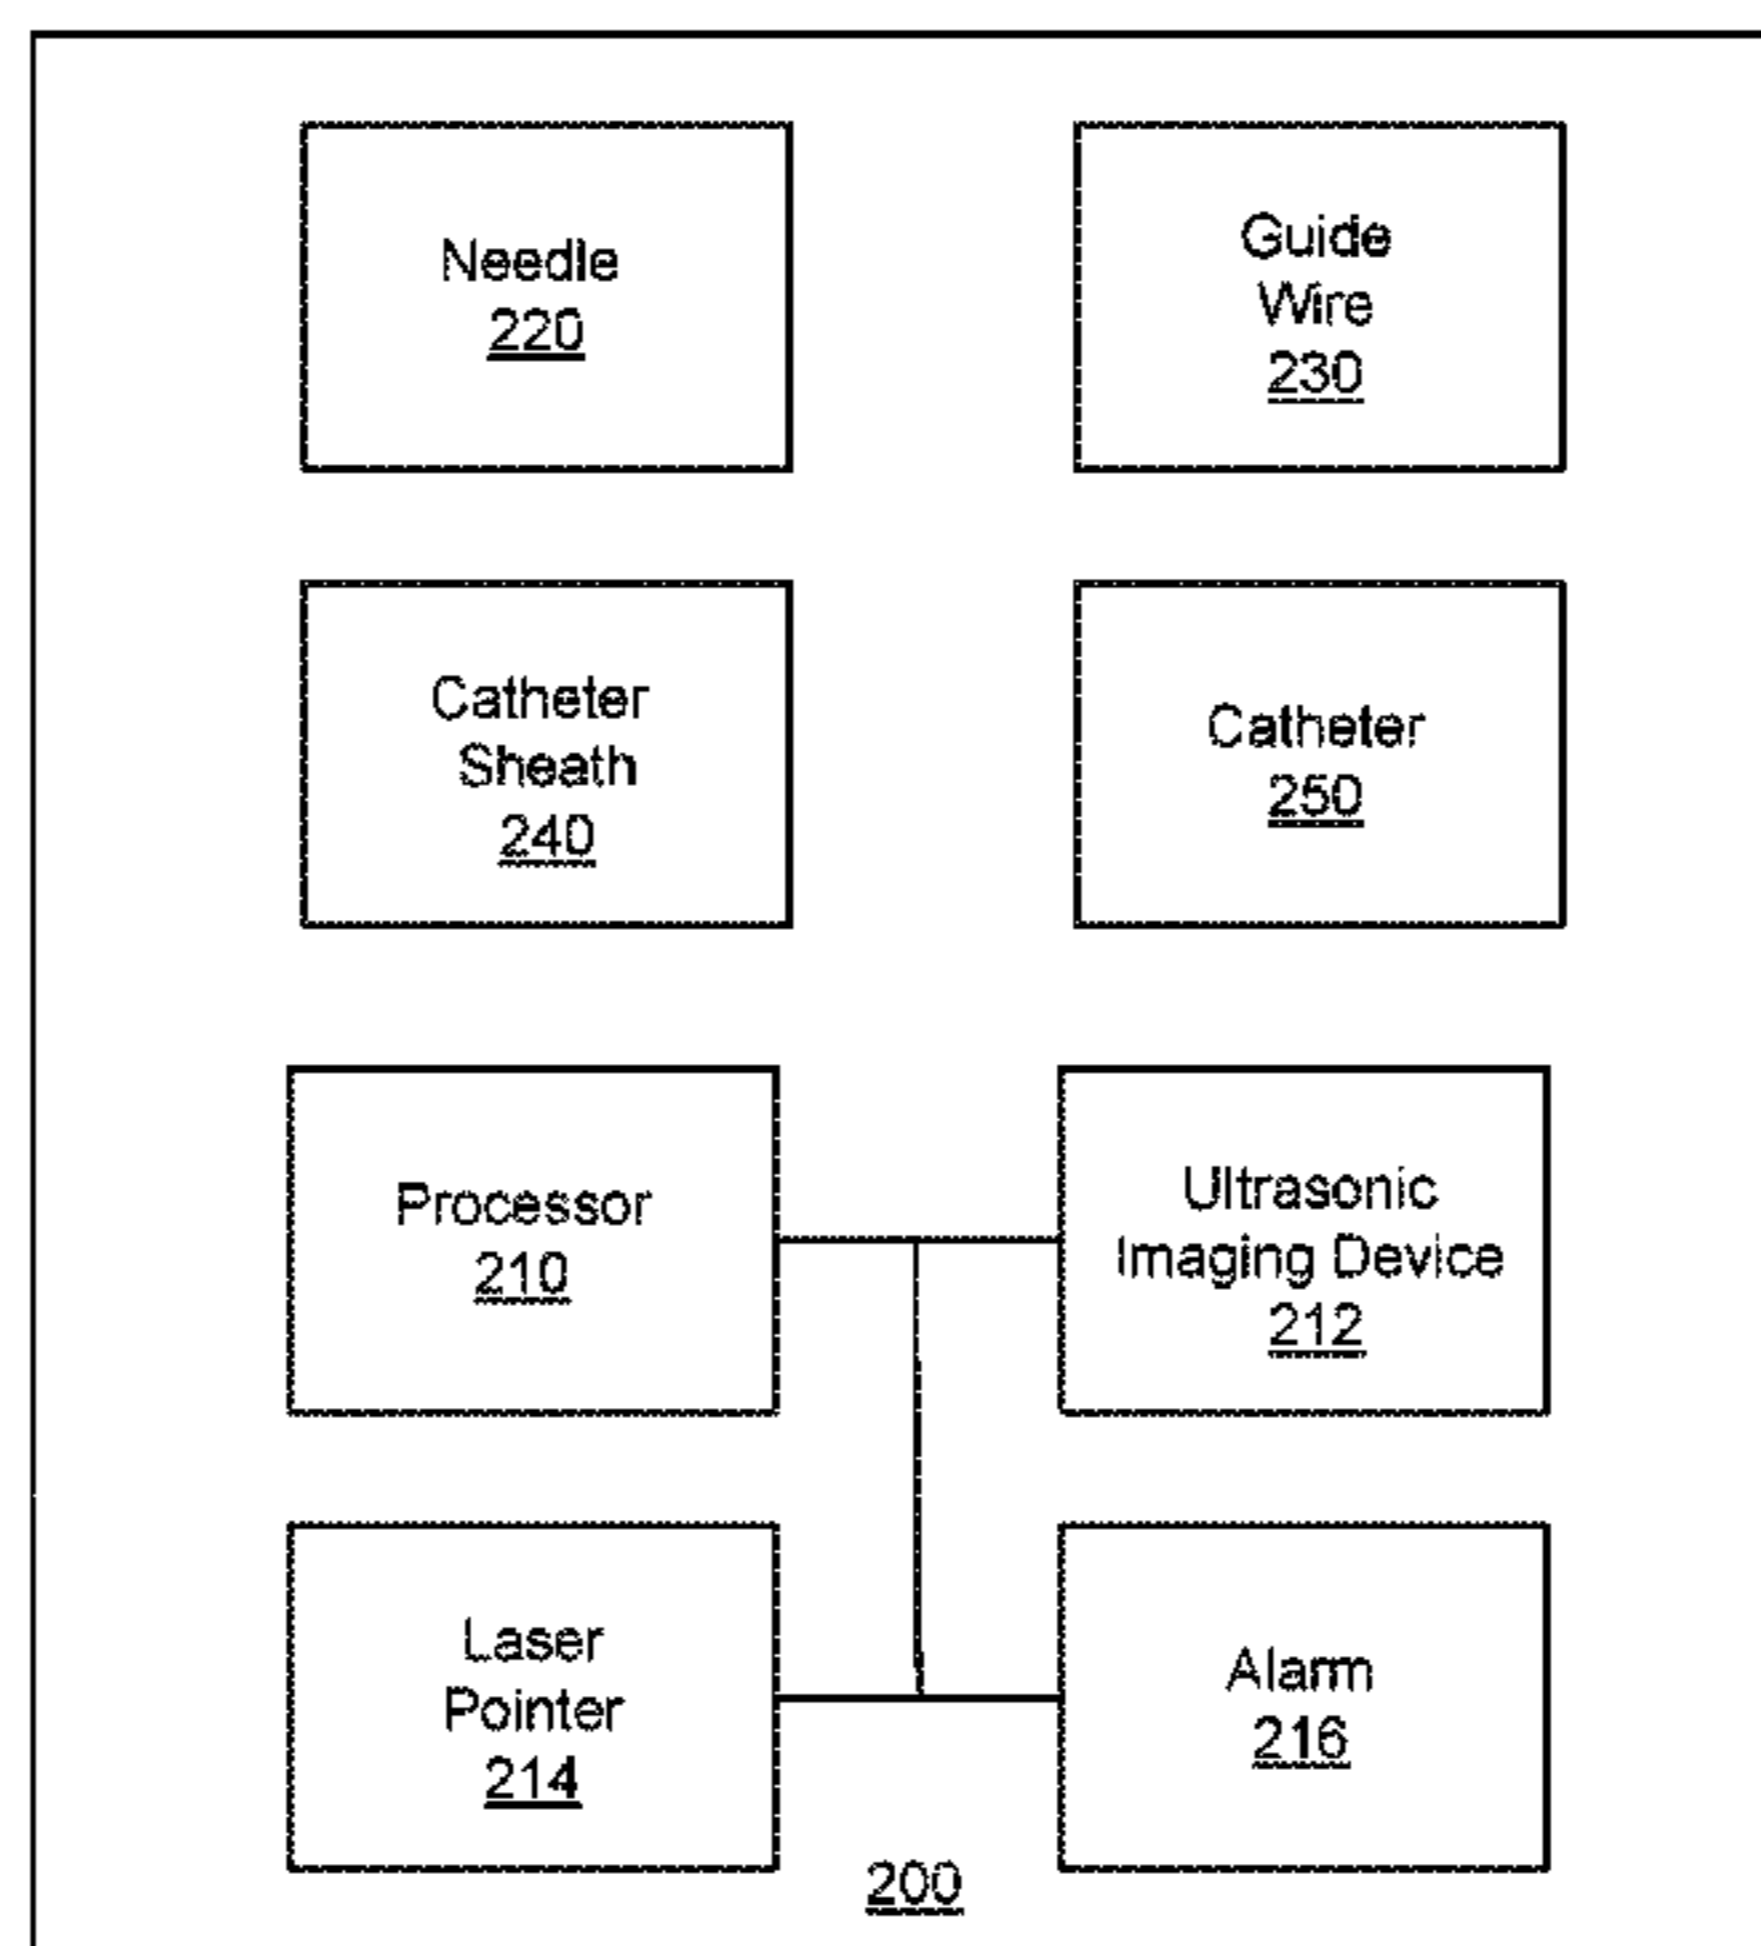 Needle
220
Guide
Wire
230
Catheter
Sheath
240
Catheter
250
Processor
210
Ultrasonic
Imaging Device
212
Laser
Pointer
214
Alarm
216
200